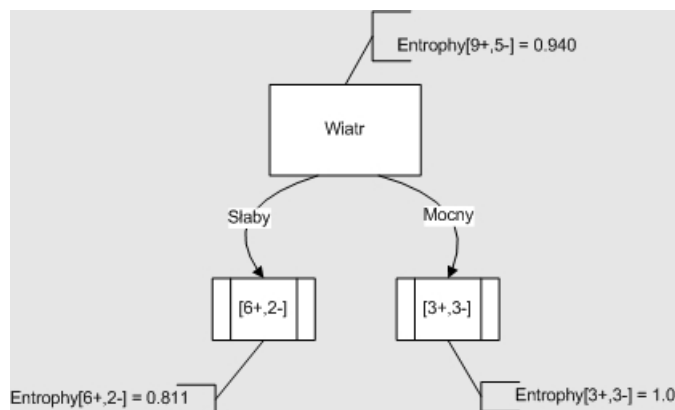 Entrophy[9+,5-] = 0.940
Wiatr
Słaby
Mocny
[6+,2-]
[3+,3-]
Entrophy[6+,2-] = 0.811
Entrophy[3+,3-] = 1.0